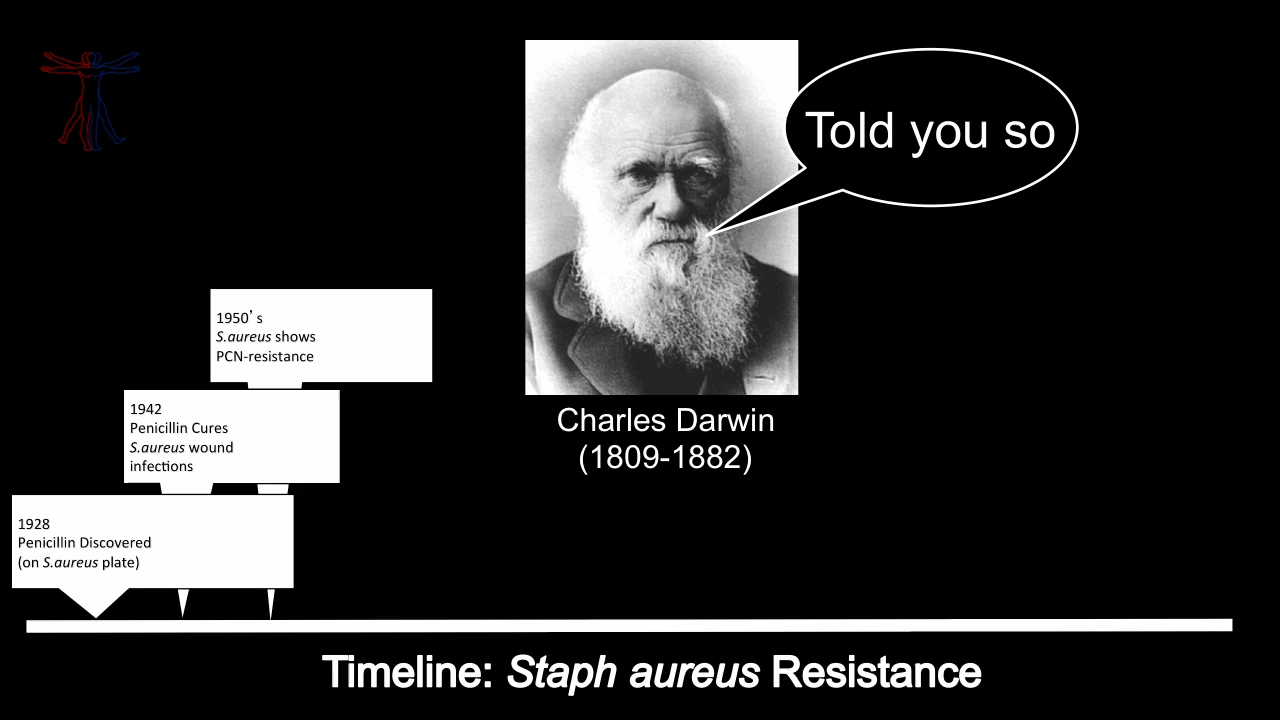 Told you so
Charles Darwin
(1809-1882)
1950’s
S.aureus shows
PCN-resistance
1942
Penicillin Cures
S.aureus wound
infections
1928
Penicillin Discovered
(on S.aureus plate)
Timeline: Staph aureus Resistance